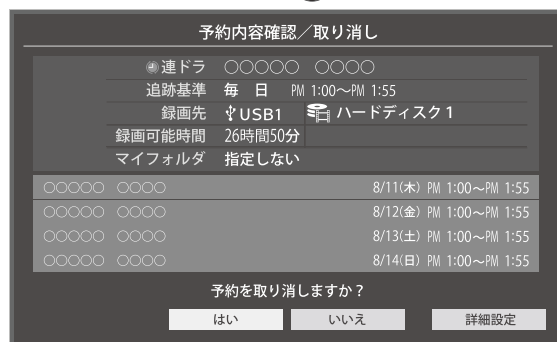 予約内容確認／取り消し
連ドラ ○○○○○ ○○○○
追跡基準 毎 日 PM 1:00～PM 1:55
録画先 USB1 ハードディスク1
録画可能時間 26時間50分
マイフォルダ 指定しない
○○○○○ ○○○○ 8/11(木) PM 1:00～PM 1:55
○○○○○ ○○○○ 8/12(金) PM 1:00～PM 1:55
○○○○○ ○○○○ 8/13(土) PM 1:00～PM 1:55
○○○○○ ○○○○ 8/14(日) PM 1:00～PM 1:55
予約を取り消しますか？
はい いいえ 詳細設定